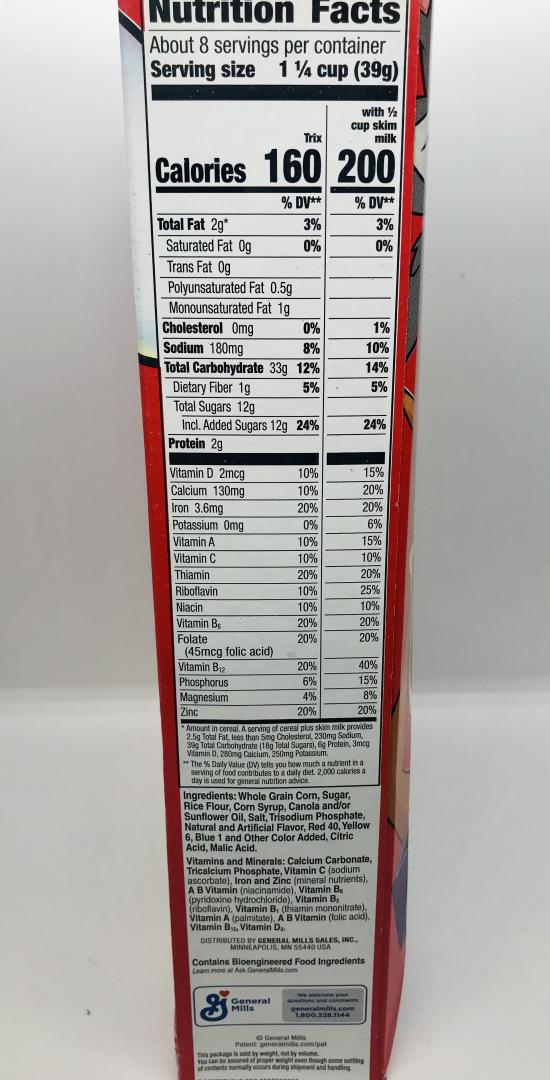 Nutrition Facts
About 8 servings per container
Serving size 1 ¼ cup (39g)
with ½
cup skim
Trix milk
Calories 160 200
% DV** % DV**
Total Fat 2g* 3% 3%
Saturated Fat 0g 0% 0%
Trans Fat 0g
Polyunsaturated Fat 0.5g
Monounsaturated Fat 1g
Cholesterol 0mg 0% 1%
Sodium 180mg 8% 10%
Total Carbohydrate 33g 12% 14%
Dietary Fiber 1g 5% 5%
Total Sugars 12g
Incl. Added Sugars 12g 24% 24%
Protein 2g
Vitamin D 2mcg 10% 15%
Calcium 130mg 10% 20%
Iron 3.6mg 20% 20%
Potassium 0mg 0% 6%
Vitamin A 10% 15%
Vitamin C 10% 10%
Thiamin 20% 20%
Riboflavin 10% 25%
Niacin 10% 10%
Vitamin B₆ 20% 20%
Folate 20% 20%
(45mcg folic acid)
Vitamin B₁₂ 20% 40%
Phosphorus 6% 15%
Magnesium 4% 8%
Zinc 20% 20%
* Amount in cereal. A serving of cereal plus skim milk provides
2.5g Total Fat, less than 5mg Cholesterol, 230mg Sodium,
39g Total Carbohydrate (18g Total Sugars), 6g Protein, 3mcg
Vitamin D, 280mg Calcium, 250mg Potassium.
** The % Daily Value (DV) tells you how much a nutrient in a
serving of food contributes to a daily diet. 2,000 calories a
day is used for general nutrition advice.
Ingredients: Whole Grain Corn, Sugar,
Rice Flour, Corn Syrup, Canola and/or
Sunflower Oil, Salt, Trisodium Phosphate,
Natural and Artificial Flavor, Red 40, Yellow
6, Blue 1 and Other Color Added, Citric
Acid, Malic Acid.
Vitamins and Minerals: Calcium Carbonate,
Tricalcium Phosphate, Vitamin C (sodium
ascorbate), Iron and Zinc (mineral nutrients),
A B Vitamin (niacinamide), Vitamin B₆
(pyridoxine hydrochloride), Vitamin B₂
(riboflavin), Vitamin B₁ (thiamin mononitrate),
Vitamin A (palmitate), A B Vitamin (folic acid),
Vitamin B₁₂, Vitamin D₃.
DISTRIBUTED BY GENERAL MILLS SALES, INC.,
MINNEAPOLIS, MN 55440 USA
Contains Bioengineered Food Ingredients
Learn more at Ask.GeneralMills.com
General
Mills
We welcome your
questions and comments
generalmills.com
1.800.328.1144
© General Mills
Patent: generalmills.com/pat
This package is sold by weight, not by volume.
You can be assured of proper weight even though some settling
of contents normally occurs during shipment and handling.